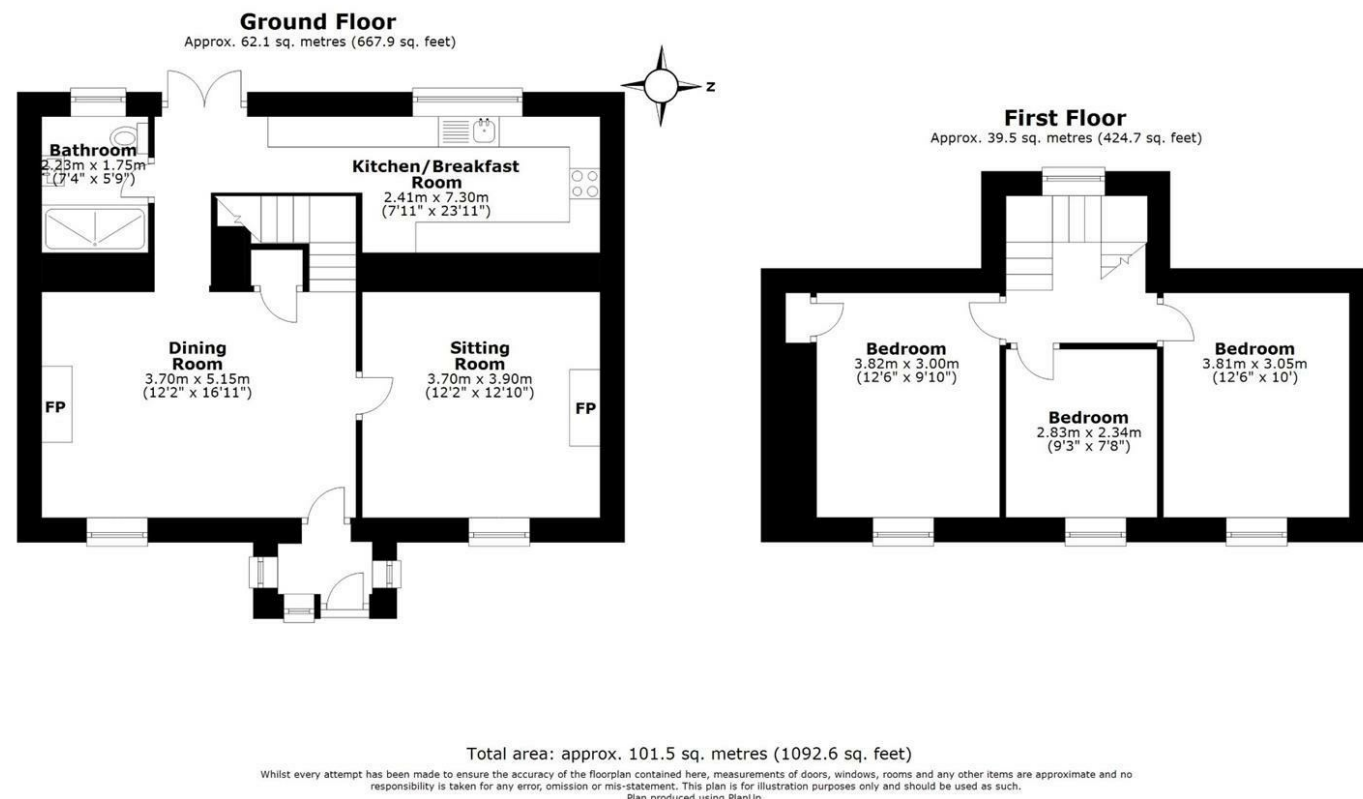 Ground Floor
Approx. 62.1 sq. metres (667.9 sq. feet)
Z
Bathroom
2.23m x 1.75m
(7'4" x 5'9")
Kitchen/Breakfast
Room
2.41m x 7.30m
(7'11" x 23'11")
Dining
Room
3.70m x 5.15m
(12'2" x 16'11")
FP
Sitting
Room
3.70m x 3.90m
(12'2" x 12'10")
FP
First Floor
Approx. 39.5 sq. metres (424.7 sq. feet)
Bedroom
3.82m x 3.00m
(12'6" x 9'10")
Bedroom
2.83m x 2.34m
(9'3" x 7'8")
Bedroom
3.81m x 3.05m
(12'6" x 10')
Total area: approx. 101.5 sq. metres (1092.6 sq. feet)
Whilst every attempt has been made to ensure the accuracy of the floorplan contained here, measurements of doors, windows, rooms and any other items are approximate and no
responsibility is taken for any error, omission or mis-statement. This plan is for illustration purposes only and should be used as such.
Plan produced using PlanUp.